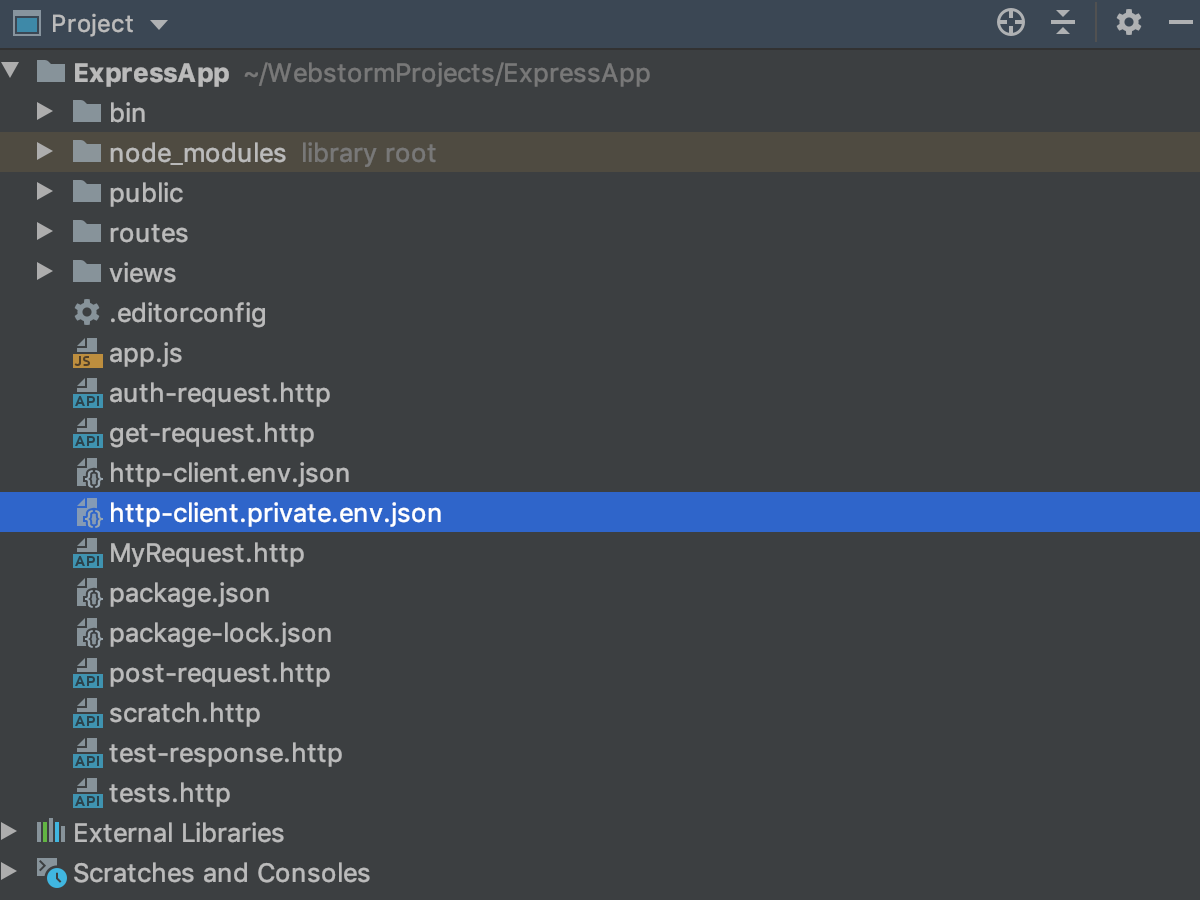 Project
ExpressApp ~/WebstormProjects/ExpressApp
bin
node_modules library root
public
routes
views
.editorconfig
JS app.js
API auth-request.http
API get-request.http
http-client.env.json
http-client.private.env.json
API MyRequest.http
package.json
package-lock.json
API post-request.http
API scratch.http
API test-response.http
API tests.http
External Libraries
Scratches and Consoles